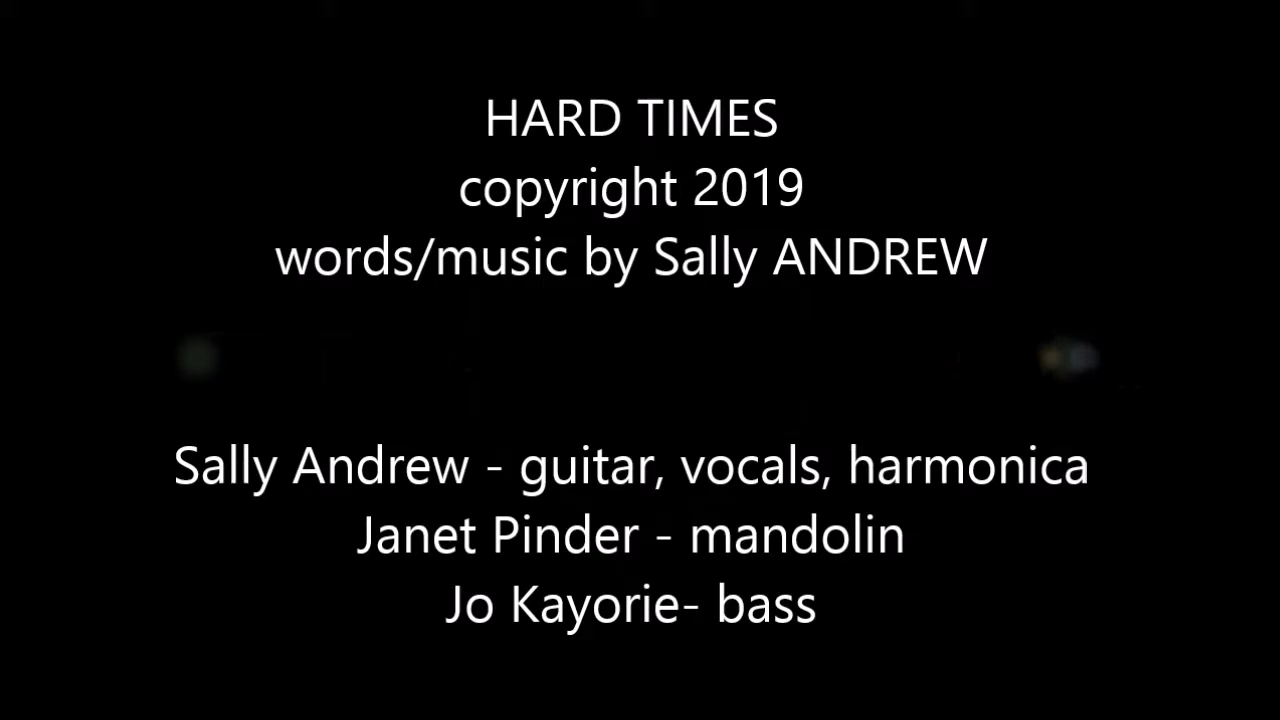 HARD TIMES
copyright 2019
words/music by Sally ANDREW
Sally Andrew - guitar, vocals, harmonica
Janet Pinder - mandolin
Jo Kayorie- bass